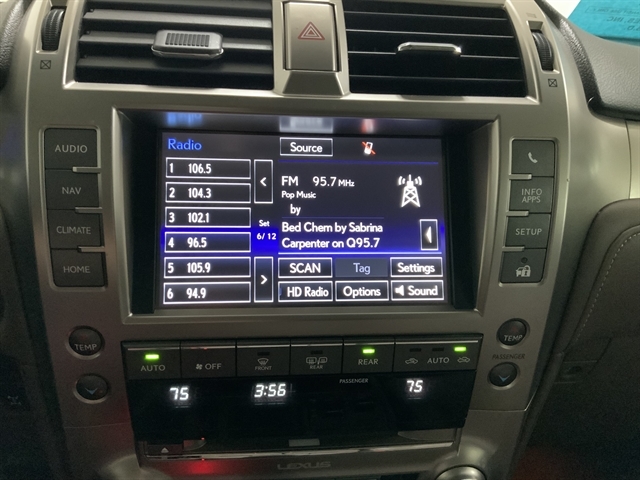 Radio
Source
1 106.5
2 104.3
3 102.1
4 96.5
5 105.9
6 94.9
Set
6/ 12
FM 95.7 MHz
Pop Music
by
Bed Chem by Sabrina
Carpenter on Q95.7
SCAN
Tag
Settings
HD Radio
Options
Sound
AUDIO
NAV
CLIMATE
HOME
INFO
APPS
SETUP
TEMP
TEMP
PASSENGER
AUTO
OFF
FRONT
REAR
REAR
AUTO
75
3:56
PASSENGER
75
LEXUS